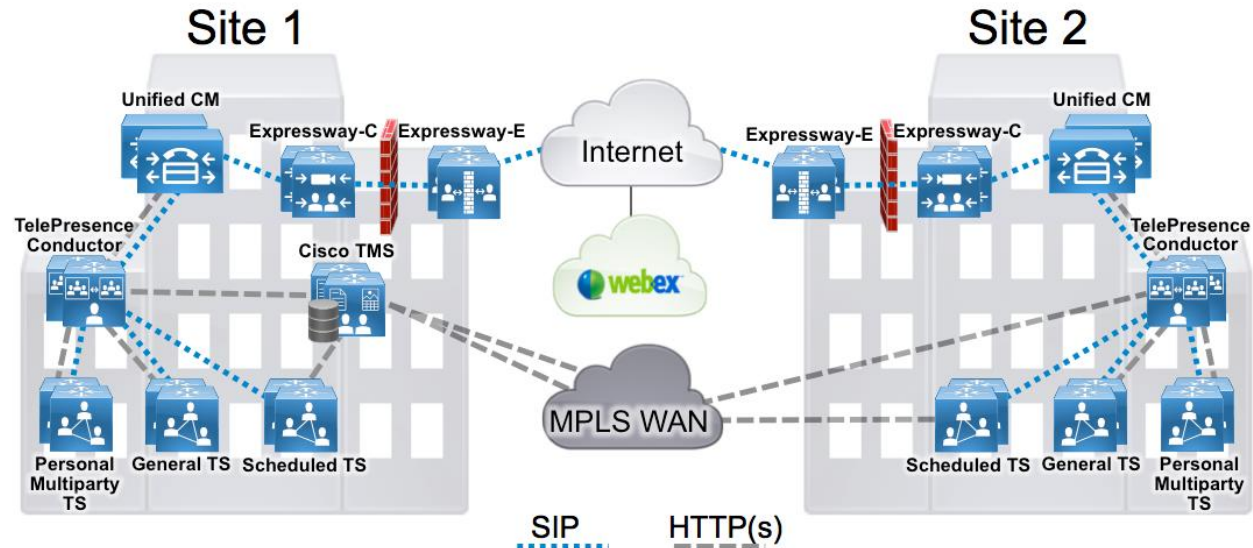 Site 1
Site 2
Unified CM
Expressway-C
Expressway-E
Internet
Expressway-E
Expressway-C
Unified CM
TelePresence
Conductor
Cisco TMS
webex
TelePresence
Conductor
MPLS WAN
Personal
Multiparty
TS
General TS
Scheduled TS
Scheduled TS
General TS
Personal
Multiparty
TS
SIP
HTTP(s)